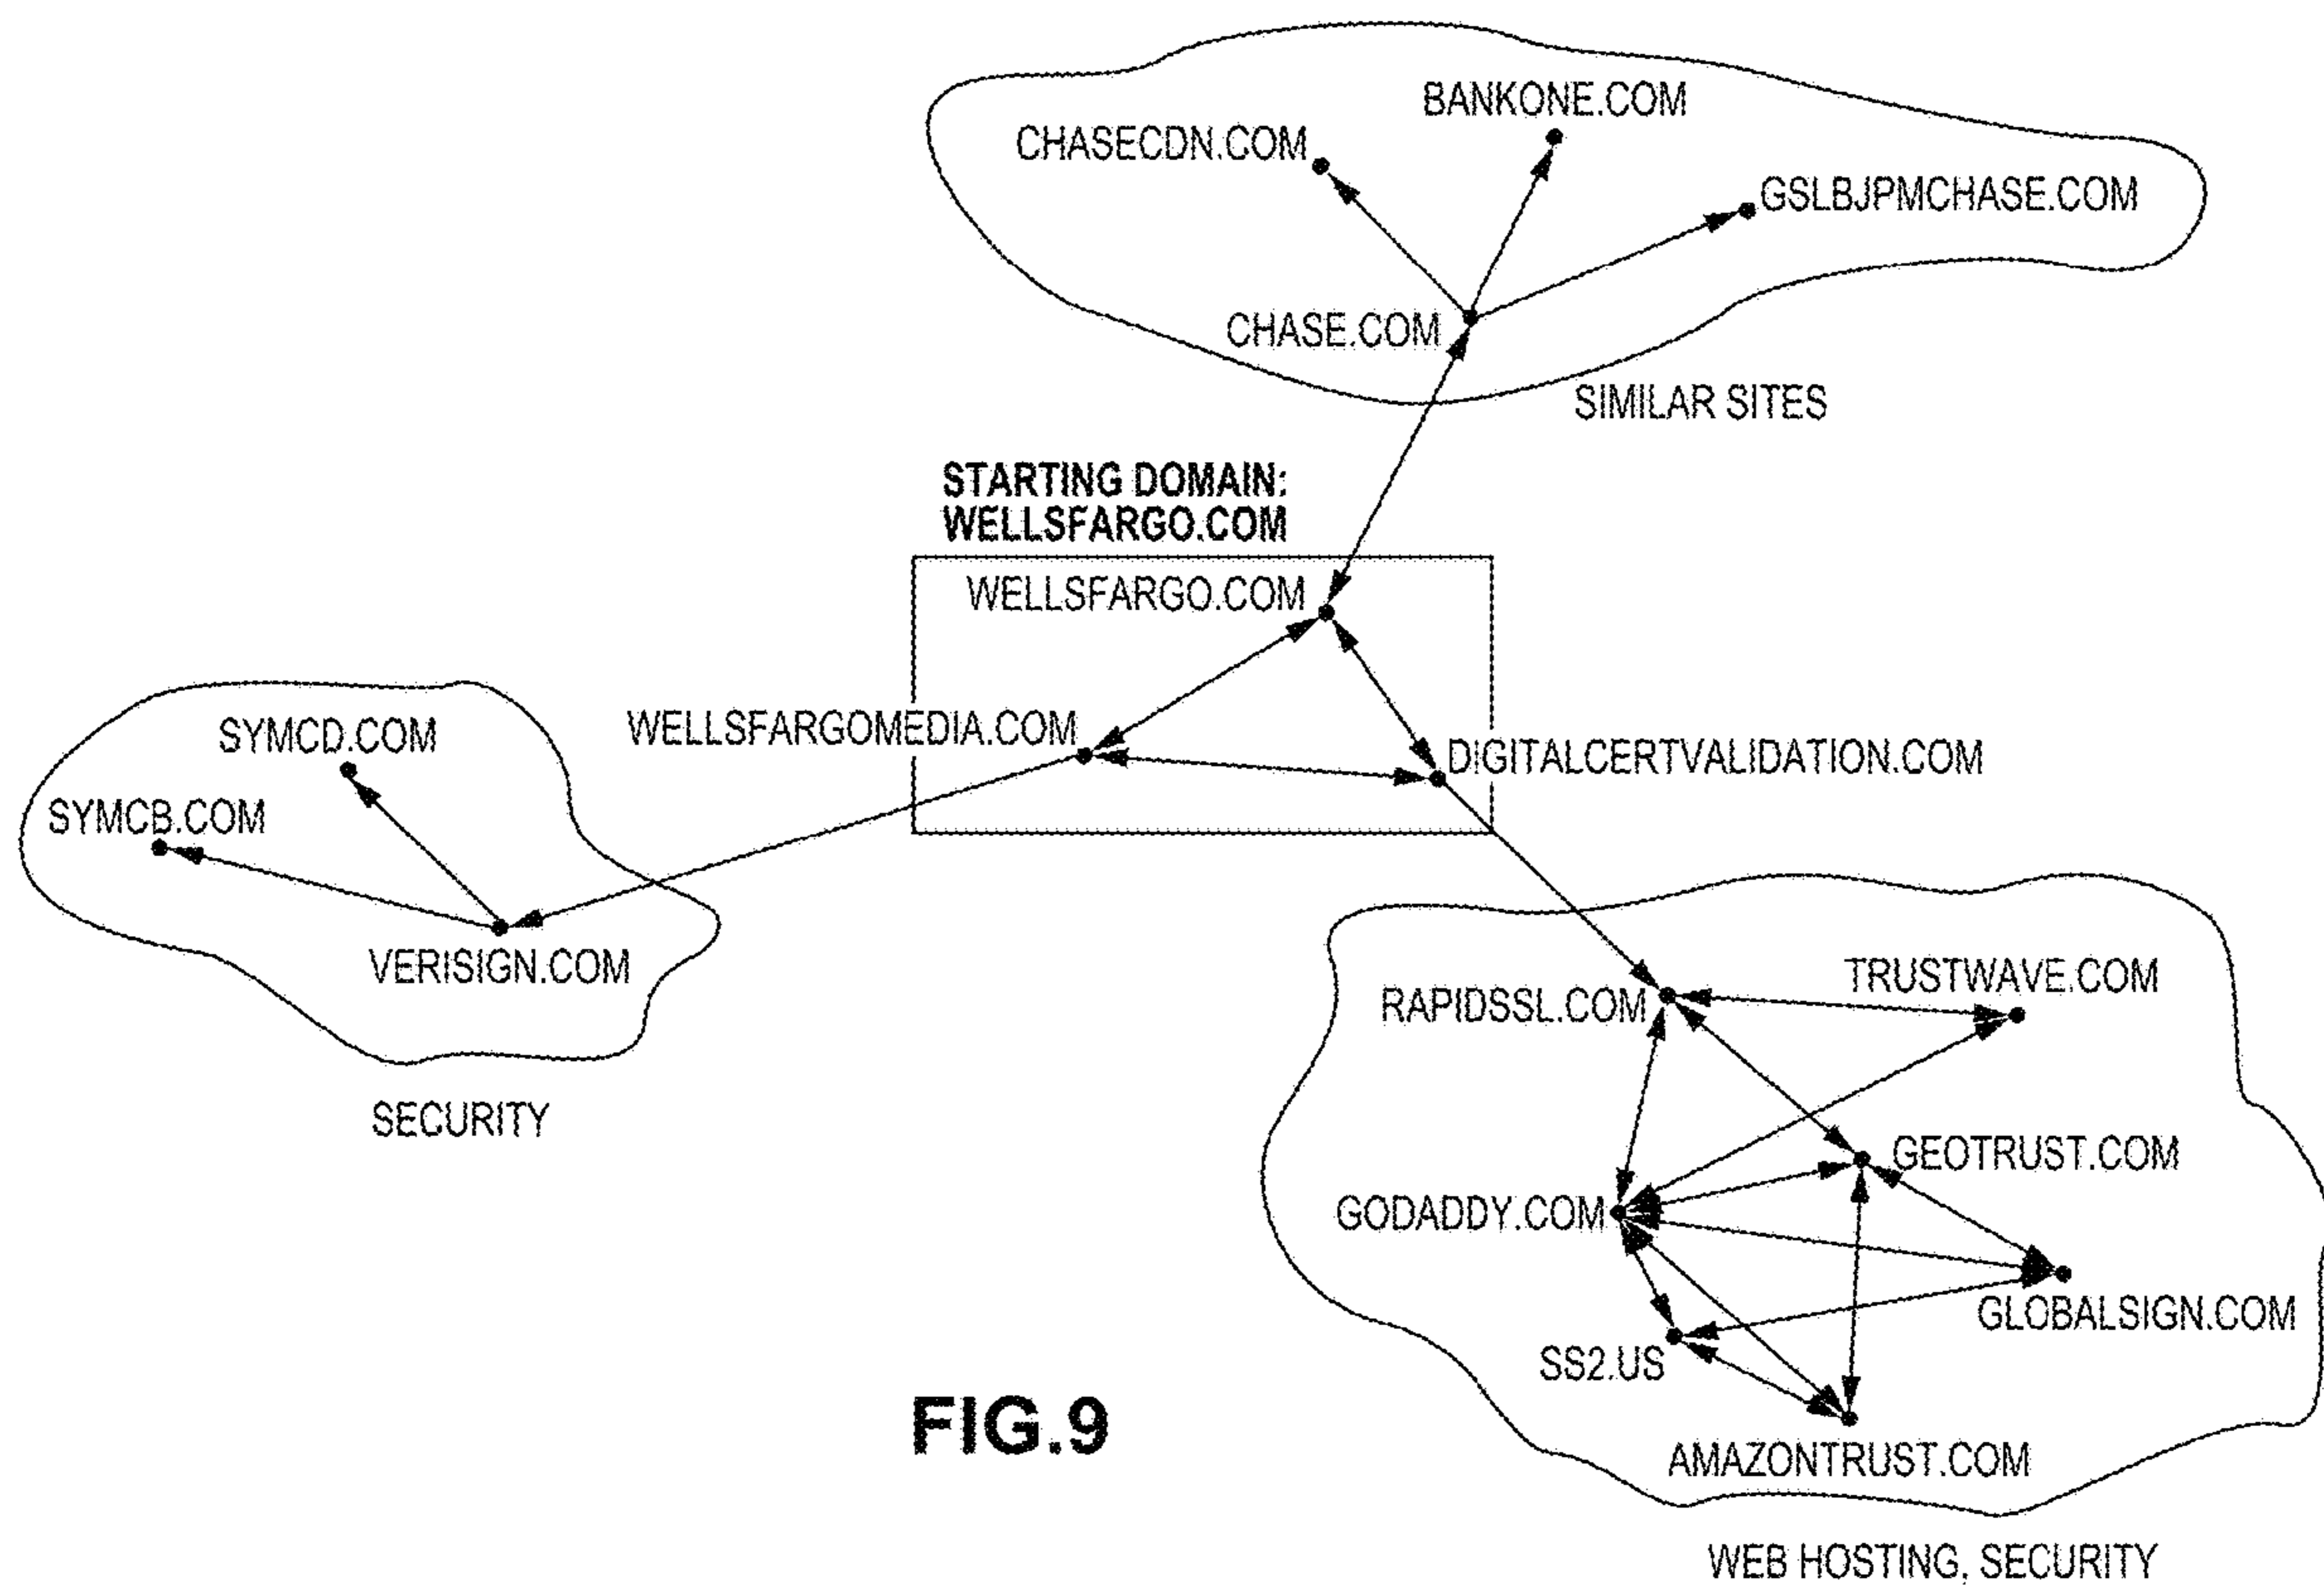 BANKONE.COM
CHASECDN.COM
GSLBJPMCHASE.COM
CHASE.COM
SIMILAR SITES
STARTING DOMAIN:
WELLSFARGO.COM
WELLSFARGO.COM
WELLSFARGOMEDIA.COM
DIGITALCERTVALIDATION.COM
SYMCD.COM
SYMCB.COM
VERISIGN.COM
SECURITY
TRUSTWAVE.COM
RAPIDSSL.COM
GEOTRUST.COM
GODADDY.COM
GLOBALSIGN.COM
SS2.US
AMAZONTRUST.COM
WEB HOSTING, SECURITY
FIG.9